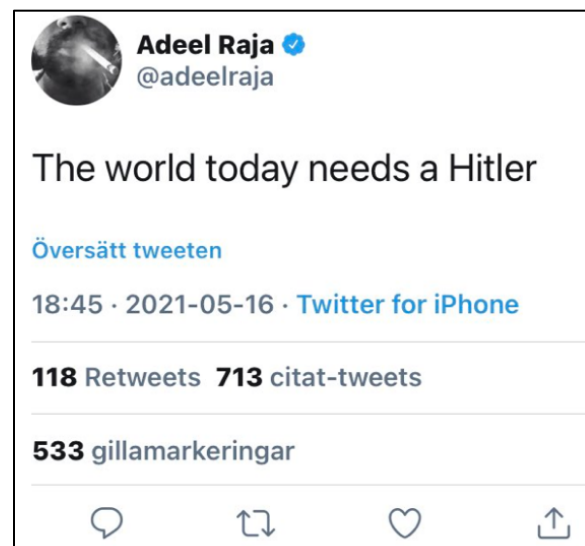 Adeel Raja
@adeelraja
The world today needs a Hitler
Översätt tweeten
18:45 · 2021-05-16 · Twitter for iPhone
118 Retweets 713 citat-tweets
533 gillamarkeringar